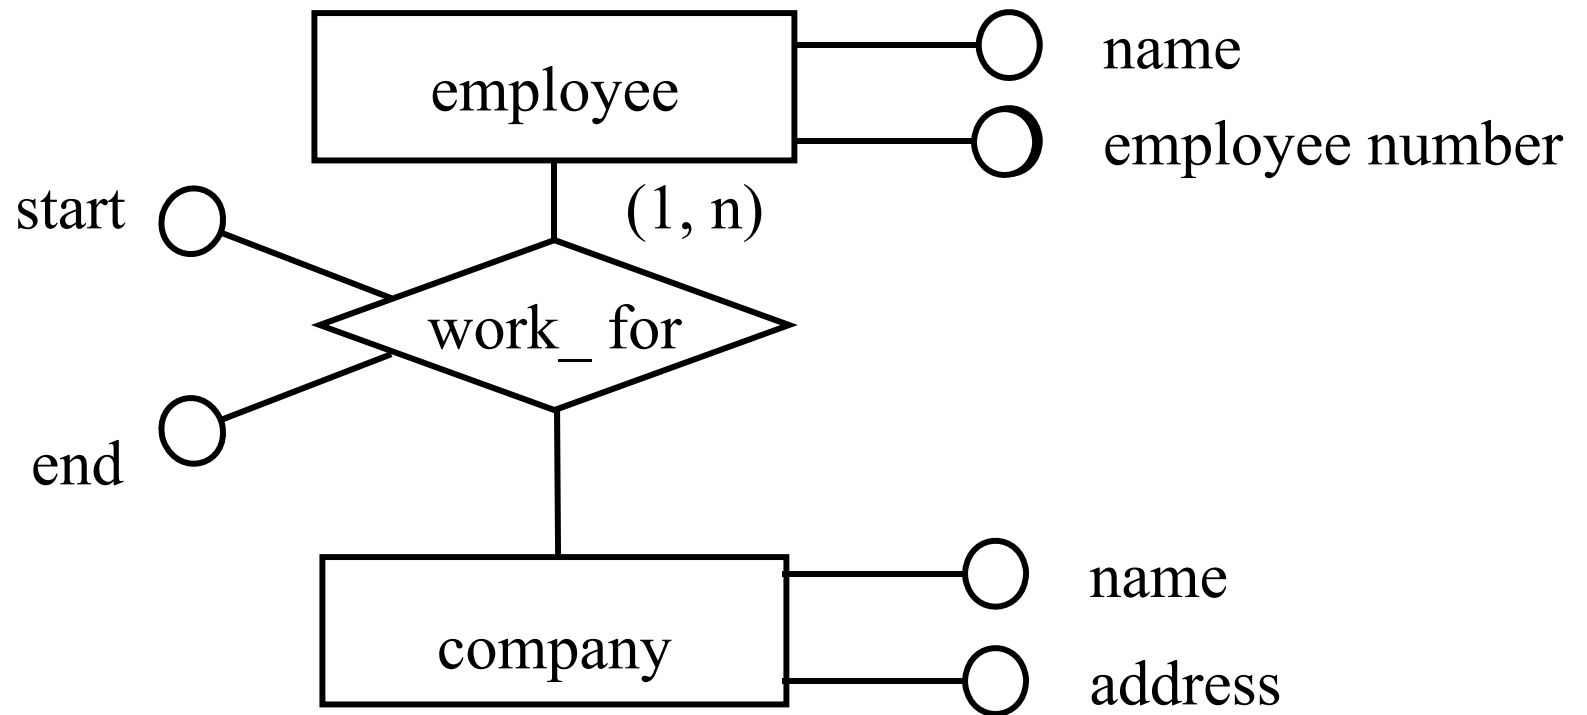 employee
name
employee number
start
(1, n)
work_ for
end
name
company
address